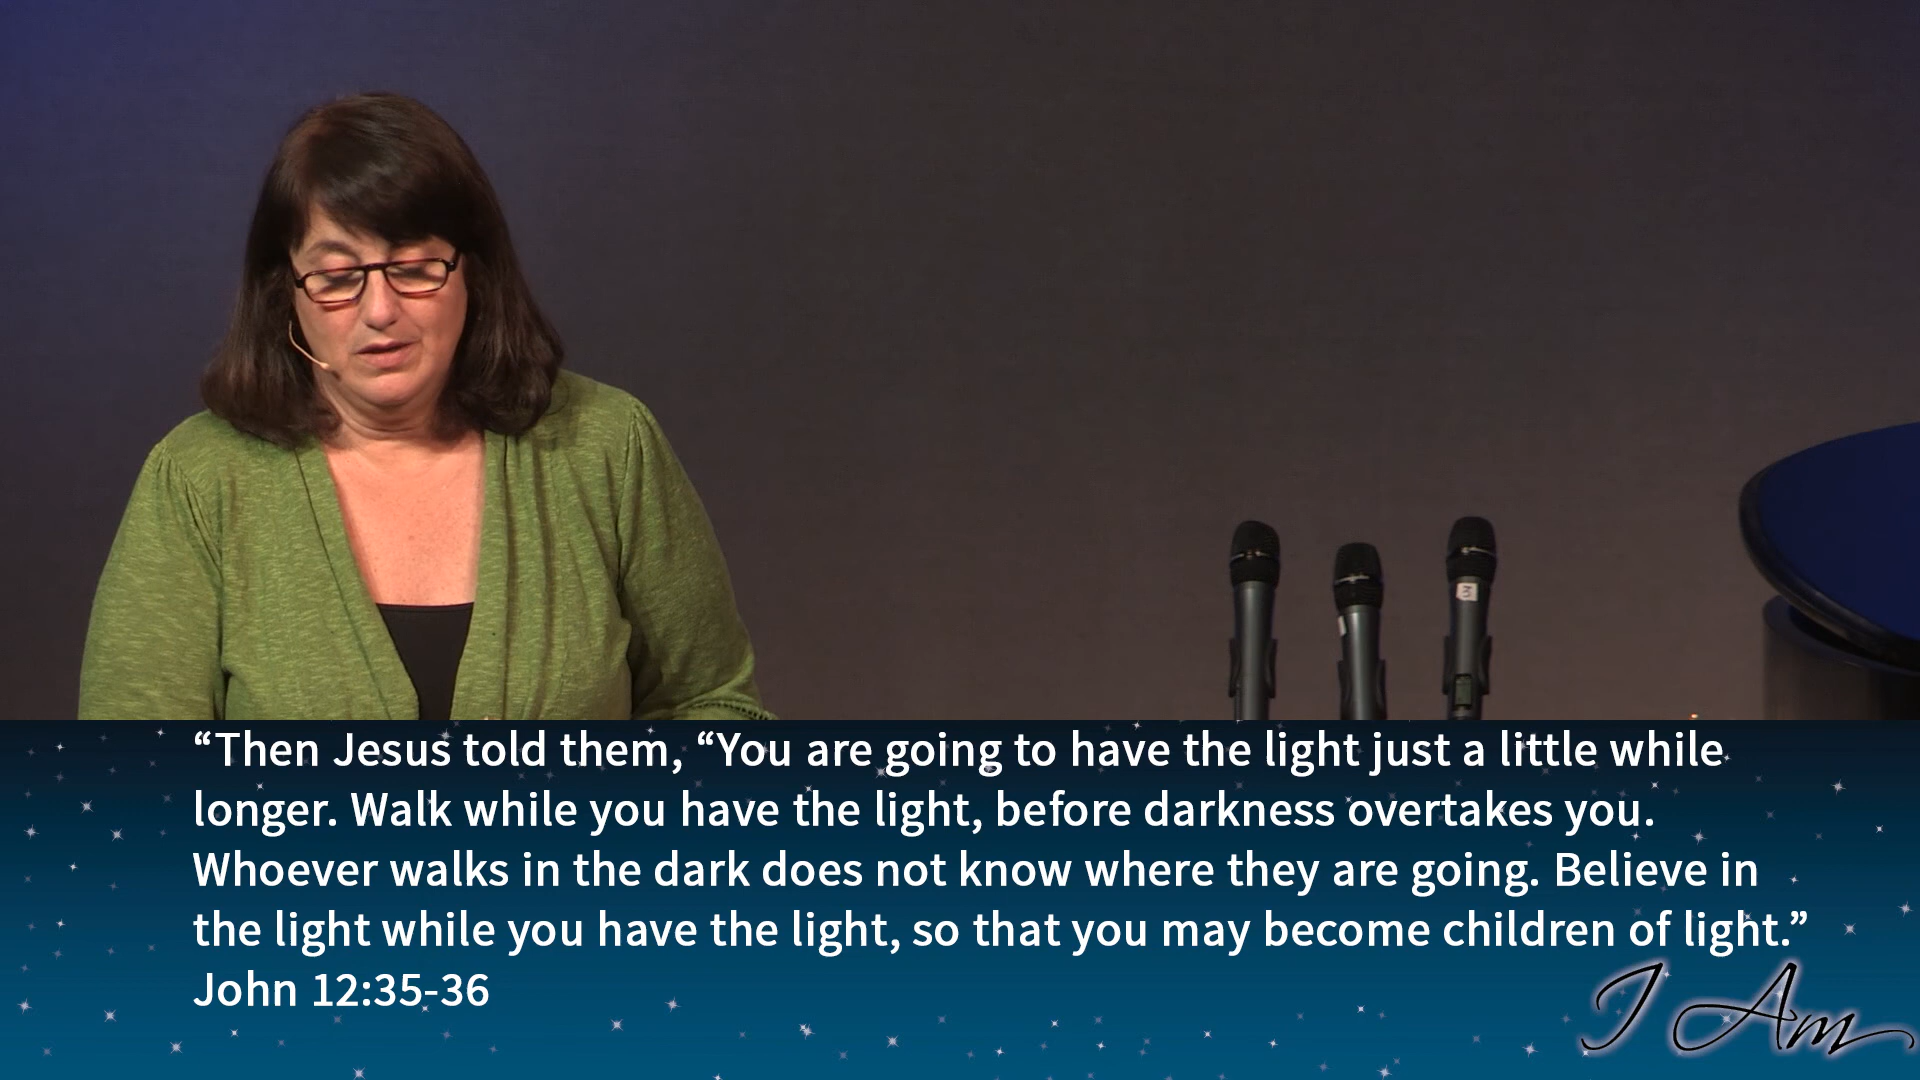 3
“Then Jesus told them, “You are going to have the light just a little while
longer. Walk while you have the light, before darkness overtakes you.
Whoever walks in the dark does not know where they are going. Believe in
the light while you have the light, so that you may become children of light.”
John 12:35-36
I Am